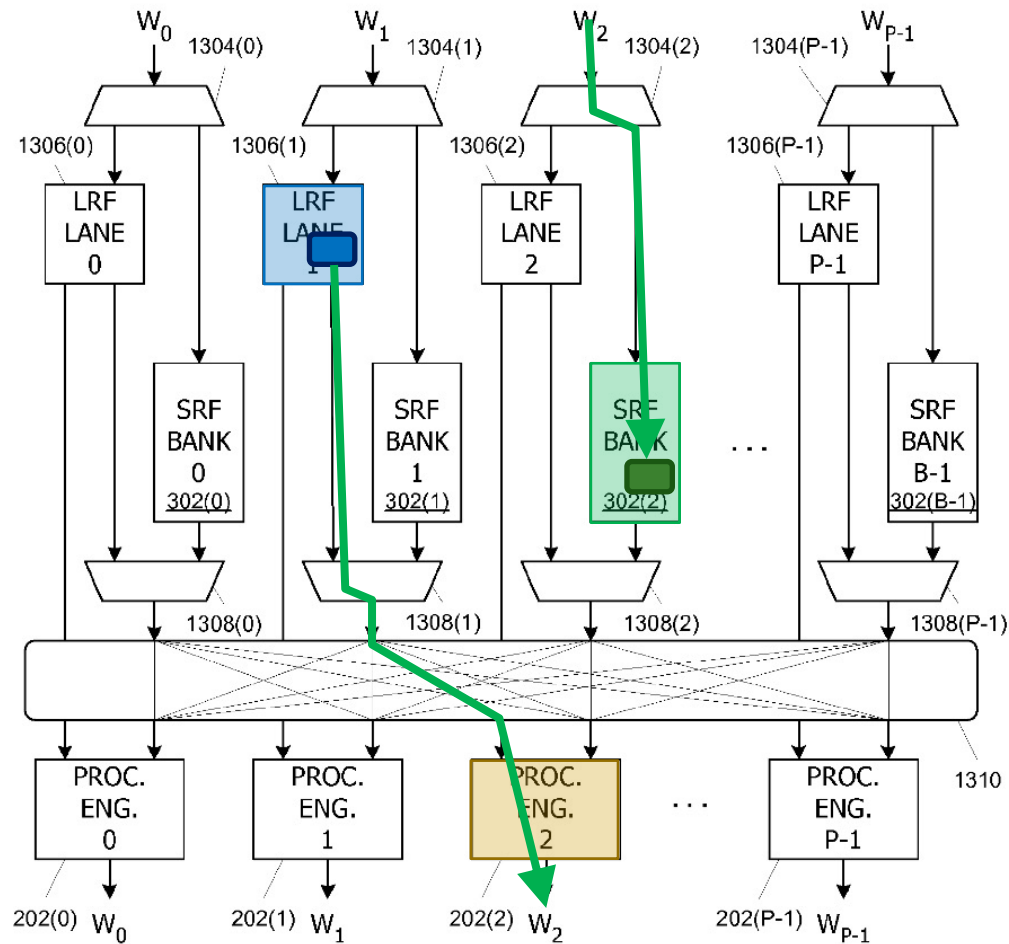 W0 W1 W2 WP-1
1304(0) 1304(1) 1304(2) 1304(P-1)
1306(0) 1306(1) 1306(2) 1306(P-1)
LRF LRF LRF LRF
LANE LANE LANE LANE
0 1 2 P-1
SRF SRF SRF SRF
BANK BANK BANK ... BANK
0 1 B-1
302(0) 302(1) 302(2) 302(B-1)
1308(0) 1308(1) 1308(2) 1308(P-1)
PROC. PROC. PROC. PROC.
1310
ENG. ENG. ENG. ... ENG.
0 1 2 P-1
202(0) 202(1) 202(2) 202(P-1)
W0 W1 W2 WP-1